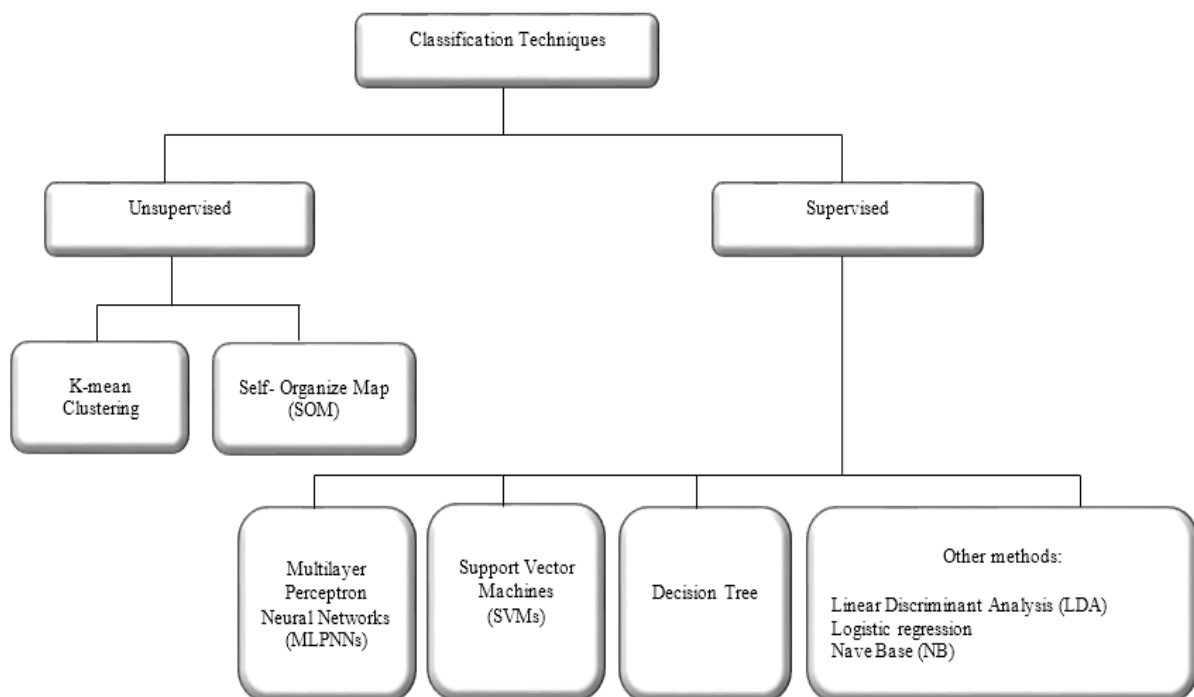 Classification Techniques
Unsupervised
Supervised
K-mean
Clustering
Self- Organize Map
(SOM)
Multilayer
Perceptron
Neural Networks
(MLPNNs)
Support Vector
Machines
(SVMs)
Decision Tree
Other methods:
Linear Discriminant Analysis (LDA)
Logistic regression
Nave Base (NB)